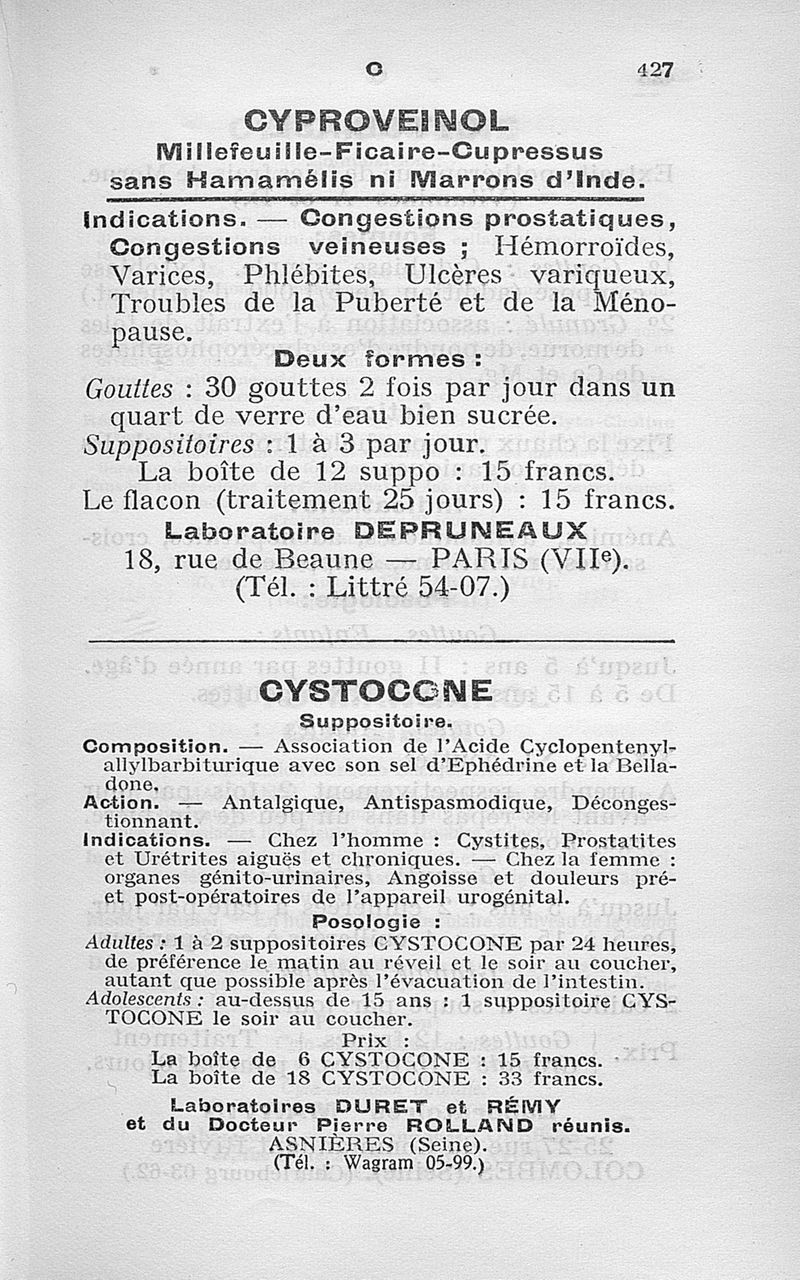 C 427
CYPROVEINOL
Millefeuille-Ficaire-Cupressus
sans Hamamélis ni Marrons d'Inde.
Indications. — Congestions prostatiques,
Congestions veineuses ; Hémorroïdes,
Varices, Phlébites, Ulcères variqueux,
Troubles de la Puberté et de la Méno-
pause.
Deux formes :
Gouttes : 30 gouttes 2 fois par jour dans un
quart de verre d'eau bien sucrée.
Suppositoires : 1 à 3 par jour.
La boîte de 12 suppo : 15 francs.
Le flacon (traitement 25 jours) : 15 francs.
Laboratoire DEPRUNEAUX
18, rue de Beaune — PARIS (VIIe).
(Tél. : Littré 54-07.)
CYSTOCONE
Suppositoire.
Composition. — Association de l'Acide Cyclopentenyl-
allylbarbiturique avec son sel d'Ephédrine et la Bella-
done.
Action. — Antalgique, Antispasmodique, Déconges-
tionnant.
Indications. — Chez l'homme : Cystites, Prostatites
et Urétrites aiguës et chroniques. — Chez la femme :
organes génito-urinaires, Angoisse et douleurs pré-
et post-opératoires de l'appareil urogénital.
Posologie :
Adultes : 1 à 2 suppositoires CYSTOCONE par 24 heures,
de préférence le matin au réveil et le soir au coucher,
autant que possible après l'évacuation de l'intestin.
Adolescents : au-dessus de 15 ans : 1 suppositoire CYS-
TOCONE le soir au coucher.
Prix :
La boîte de 6 CYSTOCONE : 15 francs.
La boîte de 18 CYSTOCONE : 33 francs.
Laboratoires DURET et RÉMY
et du Docteur Pierre ROLLAND réunis.
ASNIÈRES (Seine).
(Tél. : Wagram 05-99.)